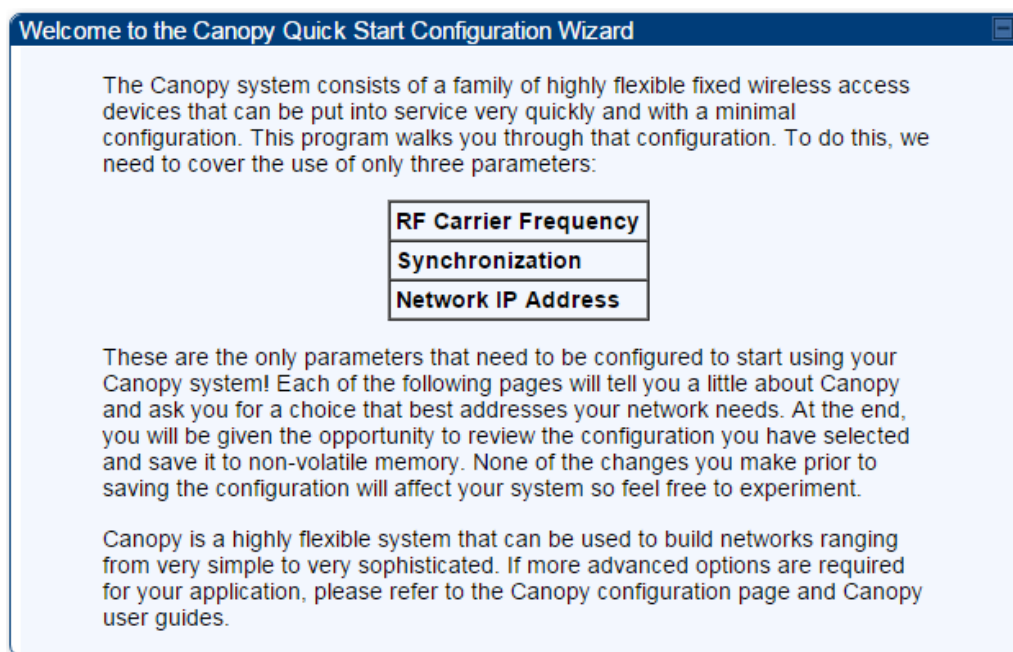 Welcome to the Canopy Quick Start Configuration Wizard
The Canopy system consists of a family of highly flexible fixed wireless access
devices that can be put into service very quickly and with a minimal
configuration. This program walks you through that configuration. To do this, we
need to cover the use of only three parameters:
RF Carrier Frequency
Synchronization
Network IP Address
These are the only parameters that need to be configured to start using your
Canopy system! Each of the following pages will tell you a little about Canopy
and ask you for a choice that best addresses your network needs. At the end,
you will be given the opportunity to review the configuration you have selected
and save it to non-volatile memory. None of the changes you make prior to
saving the configuration will affect your system so feel free to experiment.
Canopy is a highly flexible system that can be used to build networks ranging
from very simple to very sophisticated. If more advanced options are required
for your application, please refer to the Canopy configuration page and Canopy
user guides.